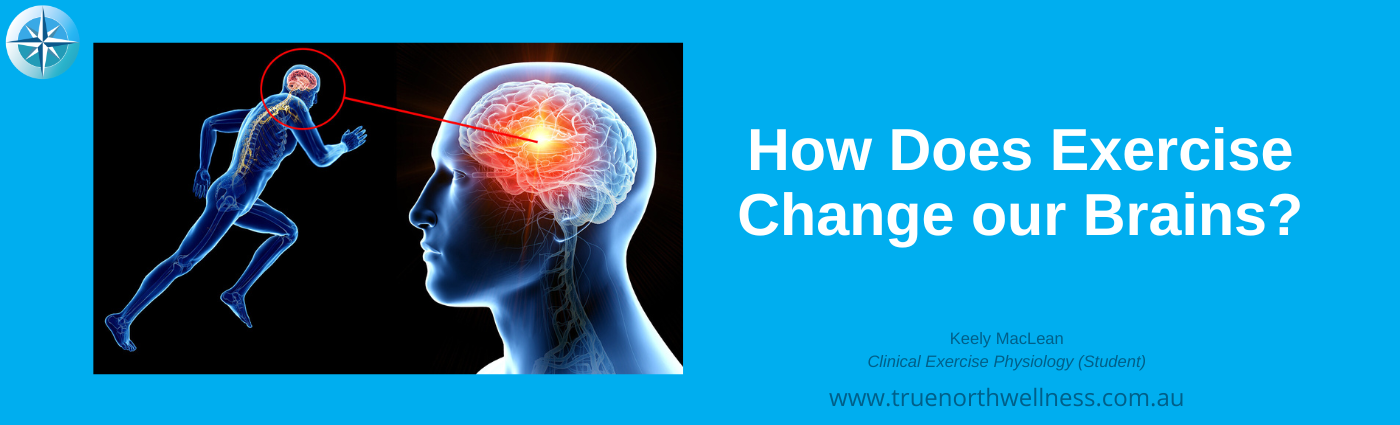 How Does Exercise
Change our Brains?
Keely MacLean
Clinical Exercise Physiology (Student)
www.truenorthwellness.com.au